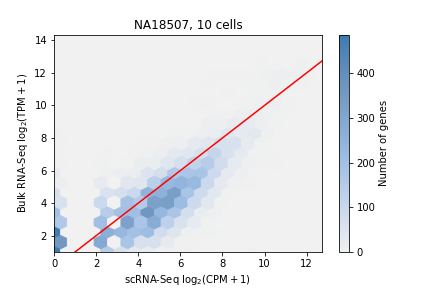 NA18507, 10 cells
Bulk RNA-Seq log₂(TPM + 1)
14
12
10
8
6
4
2
0 2 4 6 8 10 12
scRNA-Seq log₂(CPM + 1)
400
300
200
100
0
Number of genes